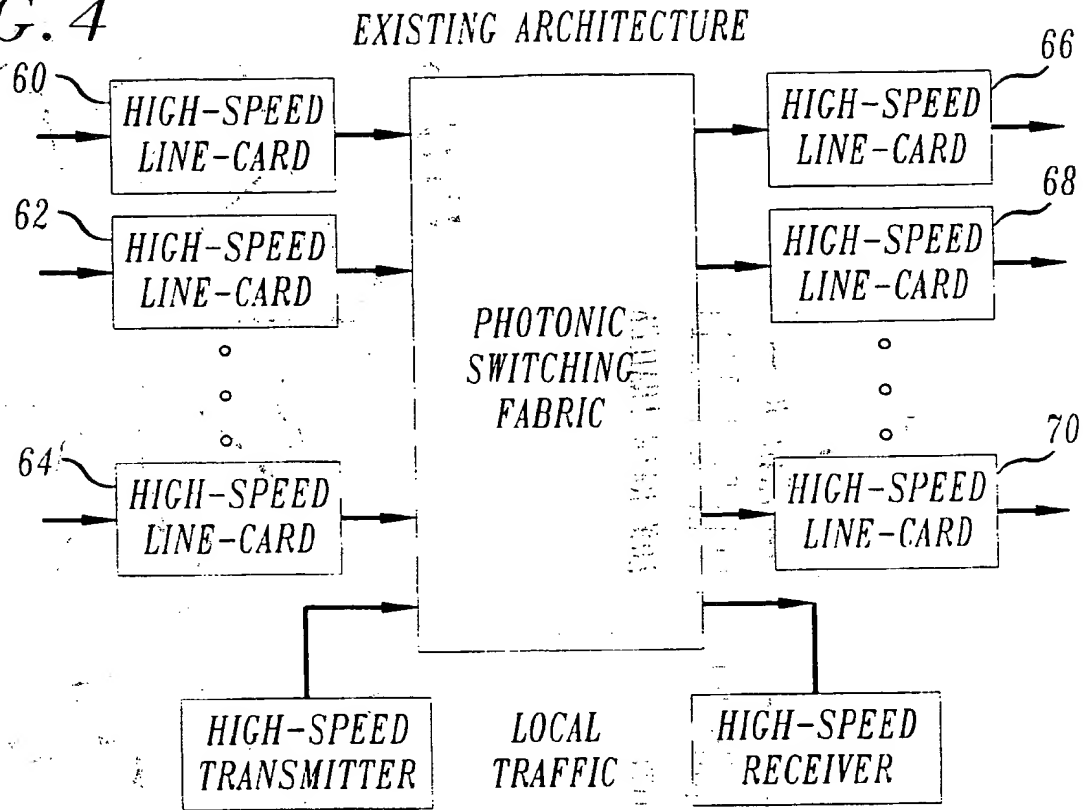 G. 4
EXISTING ARCHITECTURE
60
HIGH-SPEED
LINE-CARD
62
HIGH-SPEED
LINE-CARD
64
HIGH-SPEED
LINE-CARD
PHOTONIC
SWITCHING
FABRIC
66
HIGH-SPEED
LINE-CARD
68
HIGH-SPEED
LINE-CARD
70
HIGH-SPEED
LINE-CARD
HIGH-SPEED
TRANSMITTER
LOCAL
TRAFFIC
HIGH-SPEED
RECEIVER